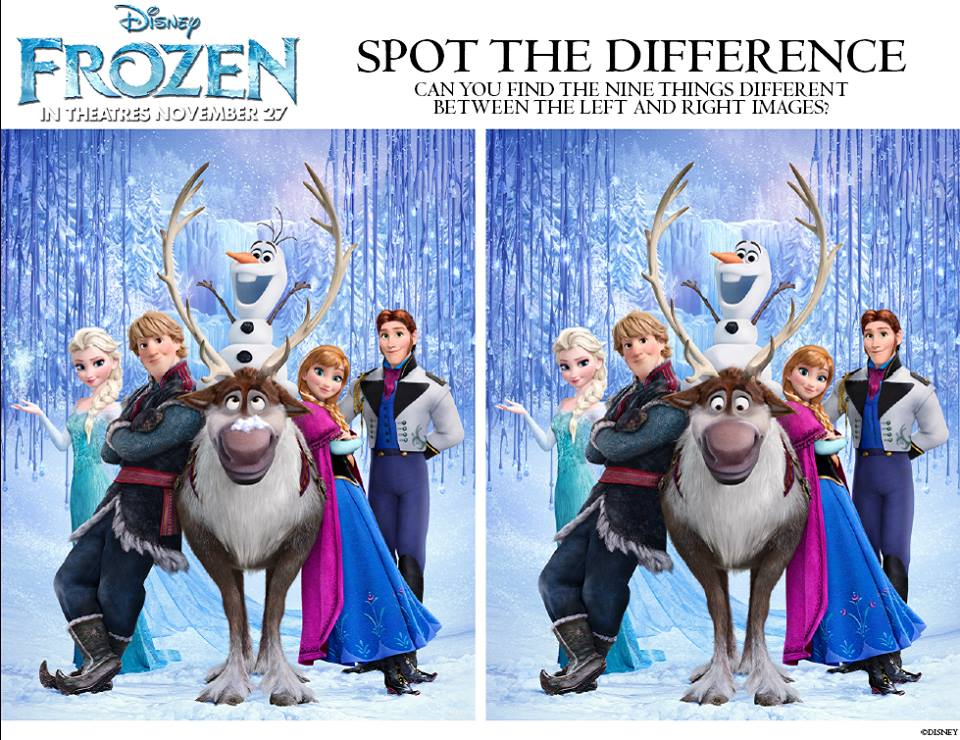 Disney
FROZEN
IN THEATRES NOVEMBER 27
SPOT THE DIFFERENCE
CAN YOU FIND THE NINE THINGS DIFFERENT
BETWEEN THE LEFT AND RIGHT IMAGES?
©DISNEY